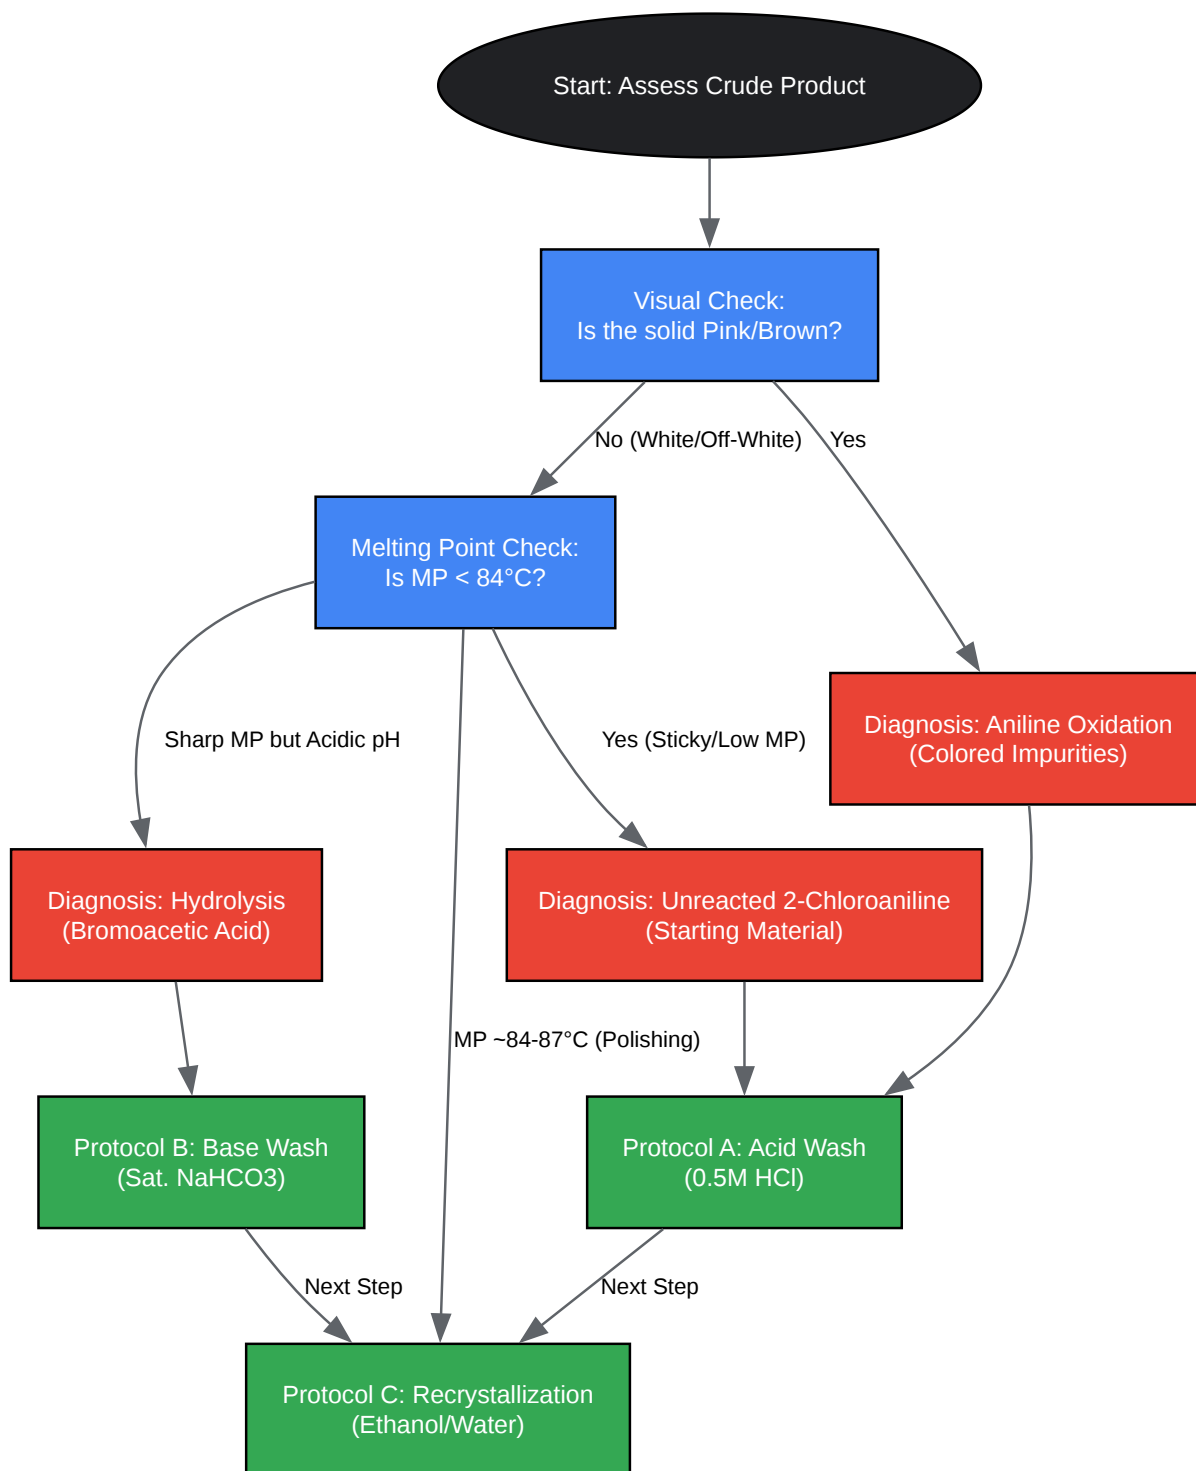 Start: Assess Crude Product
Visual Check:
Is the solid Pink/Brown?
No (White/Off-White)
Yes
Melting Point Check:
Is MP < 84°C?
Sharp MP but Acidic pH
Yes (Sticky/Low MP)
Diagnosis: Aniline Oxidation
(Colored Impurities)
Diagnosis: Hydrolysis
(Bromoacetic Acid)
Diagnosis: Unreacted 2-Chloroaniline
(Starting Material)
MP ~84-87°C (Polishing)
Protocol B: Base Wash
(Sat. NaHCO3)
Protocol A: Acid Wash
(0.5M HCl)
Next Step
Next Step
Protocol C: Recrystallization
(Ethanol/Water)